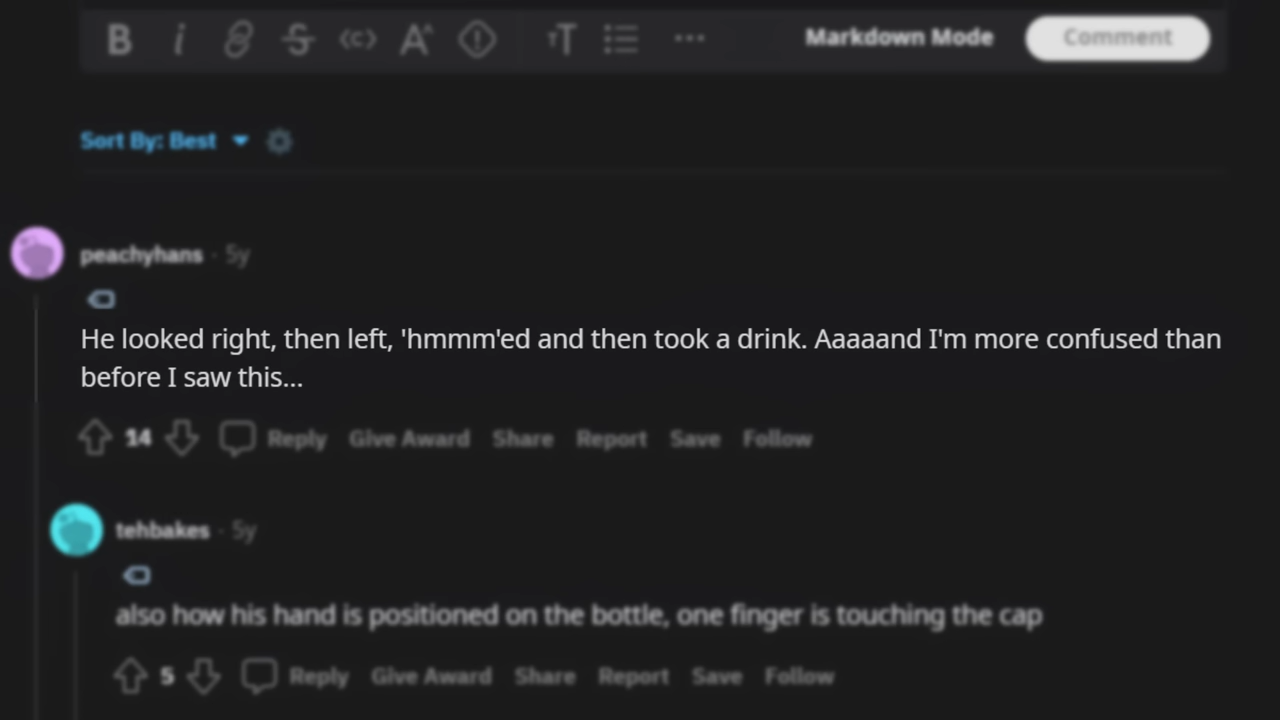 B i S <c> A^ TT ... Markdown Mode Comment
Sort By: Best
peachyhans · 5y
He looked right, then left, 'hmmm'ed and then took a drink. Aaaaand I'm more confused than
before I saw this...
14 Reply Give Award Share Report Save Follow
tehbakes · 5y
also how his hand is positioned on the bottle, one finger is touching the cap
5 Reply Give Award Share Report Save Follow